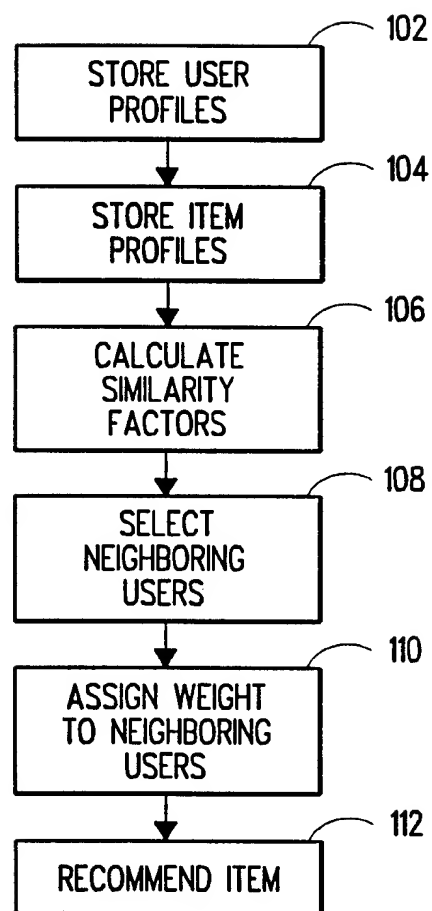 102
STORE USER
PROFILES
104
STORE ITEM
PROFILES
106
CALCULATE
SIMILARITY
FACTORS
108
SELECT
NEIGHBORING
USERS
110
ASSIGN WEIGHT
TO NEIGHBORING
USERS
112
RECOMMEND ITEM